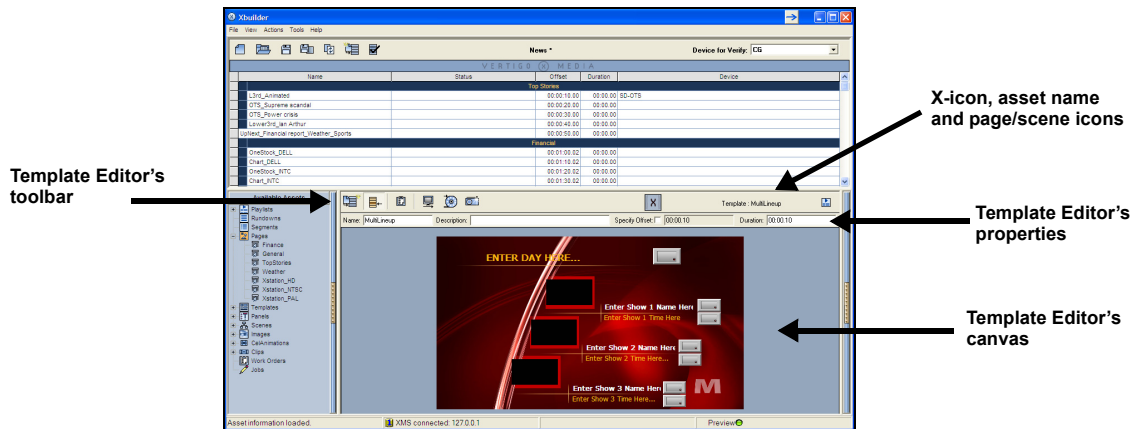 Xbuilder
File View Actions Tools Help
News *
Device for Verify: CG
VERTIGO X MEDIA
Name Status Offset Duration Device
Top Stories
L3rd_Animated 00:00:10.00 00:00.00 SD-OTS
OTS_Supreme scandal 00:00:20.00 00:00.00
OTS_Power crisis 00:00:30.00 00:00.00
Lower3rd_Ian Arthur 00:00:40.00 00:00.00
UpNext_Financial report_Weather_Sports 00:00:50.00 00:00.00
Financial
OneStock_DELL 00:01:00.02 00:00.00
Chart_DELL 00:01:10.02 00:00.00
OneStock_INTC 00:01:20.02 00:00.00
Chart_INTC 00:01:30.02 00:00.00
X-icon, asset name
and page/scene icons
Template Editor's
toolbar
Available Assets
Playlists
Rundowns
Segments
Pages
Finance
General
TopStories
Weather
Xstation_HD
Xstation_NTSC
Xstation_PAL
Templates
Panels
Scenes
Images
CelAnimations
Clips
Work Orders
Jobs
X
Template : MultiLineup
Name: MultiLineup Description: Specify Offset: 00:00.10 Duration: 00:00.10
Template Editor's
properties
ENTER DAY HERE...
Enter Show 1 Name Here
Enter Show 1 Time Here
Enter Show 2 Name Here
Enter Show 2 Time Here...
Enter Show 3 Name Here
Enter Show 3 Time Here...
M
Template Editor's
canvas
Asset information loaded. XMS connected: 127.0.0.1 Preview